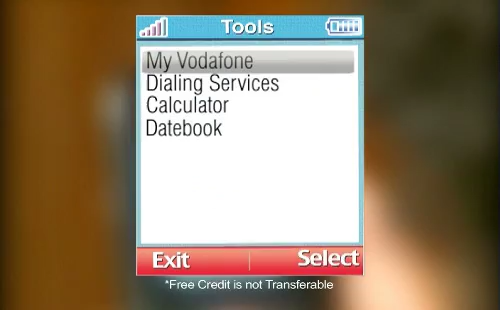 Tools
My Vodafone
Dialing Services
Calculator
Datebook
Exit
Select
*Free Credit is not Transferable